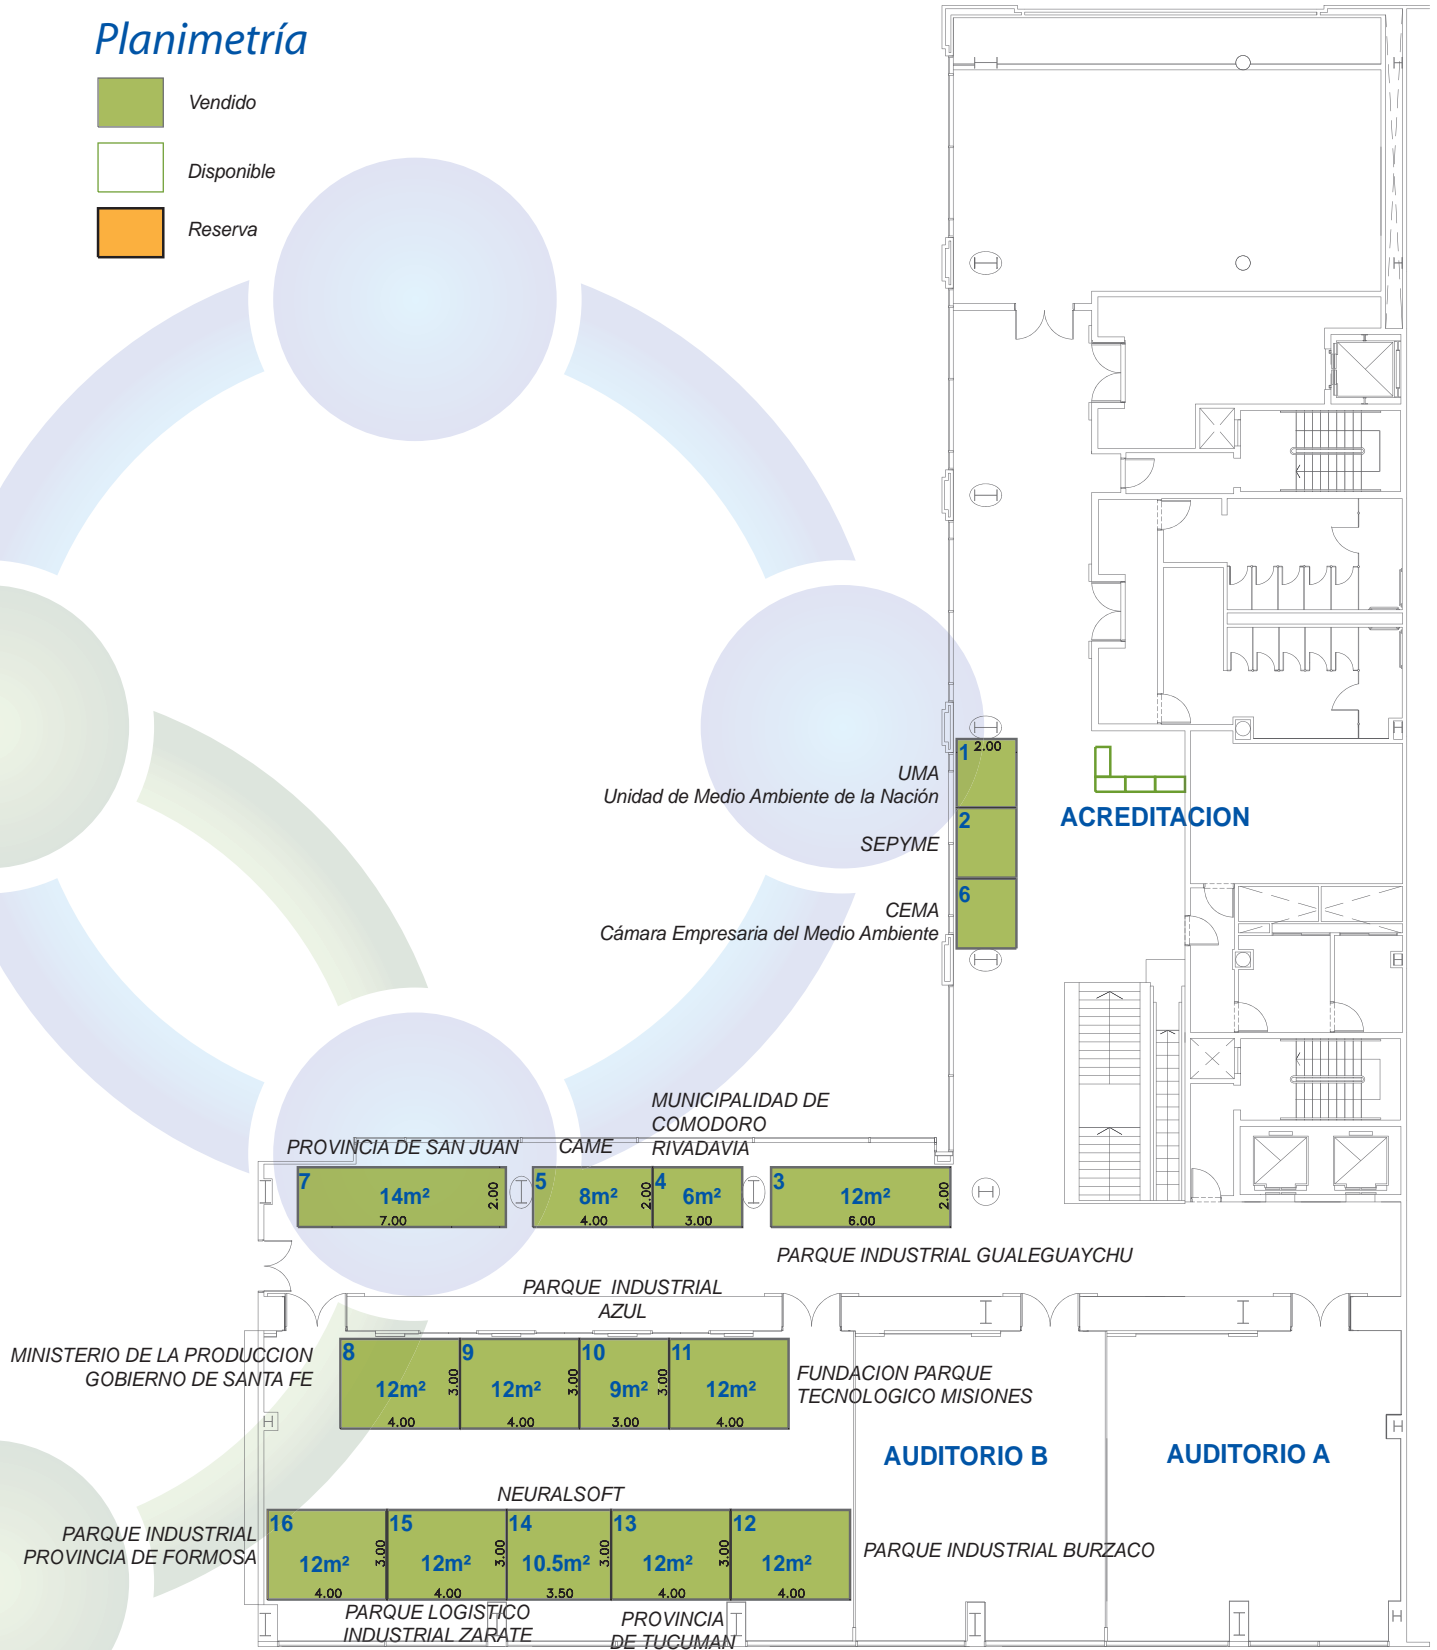 Planimetría
Vendido
Disponible
Reserva
1
2.00
UMA
Unidad de Medio Ambiente de la Nación
2
SEPYME
6
CEMA
Cámara Empresaria del Medio Ambiente
ACREDITACION
MUNICIPALIDAD DE
COMODORO
RIVADAVIA
PROVINCIA DE SAN JUAN
CAME
7
14m²
2.00
7.00
5
8m²
2.00
4.00
4
6m²
3.00
3
12m²
2.00
6.00
PARQUE INDUSTRIAL GUALEGUAYCHU
PARQUE INDUSTRIAL
AZUL
MINISTERIO DE LA PRODUCCION
GOBIERNO DE SANTA FE
8
12m²
3.00
4.00
9
12m²
3.00
4.00
10
9m²
3.00
3.00
11
12m²
4.00
FUNDACION PARQUE
TECNOLOGICO MISIONES
AUDITORIO B
AUDITORIO A
NEURALSOFT
PARQUE INDUSTRIAL
PROVINCIA DE FORMOSA
16
12m²
3.00
4.00
15
12m²
3.00
4.00
14
10.5m²
3.00
3.50
13
12m²
3.00
4.00
12
12m²
4.00
PARQUE INDUSTRIAL BURZACO
PARQUE LOGISTICO
INDUSTRIAL ZARATE
PROVINCIA
DE TUCUMAN